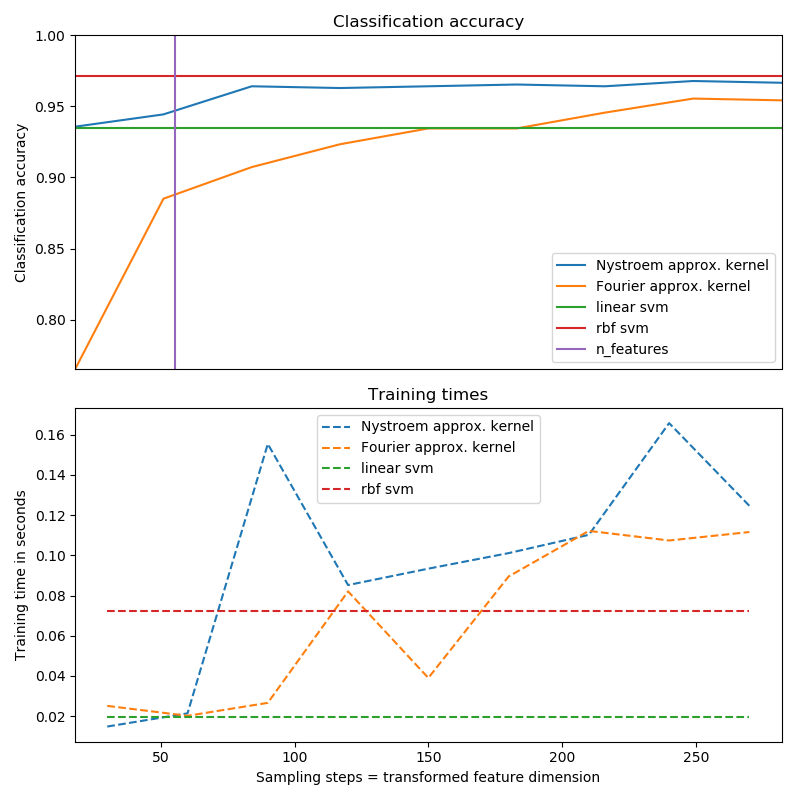 Classification accuracy
1.00
0.95
0.90
0.85
0.80
Classification accuracy
Nystroem approx. kernel
Fourier approx. kernel
linear svm
rbf svm
n_features
Training times
0.16
0.14
0.12
0.10
0.08
0.06
0.04
0.02
Training time in seconds
Nystroem approx. kernel
Fourier approx. kernel
linear svm
rbf svm
50
100
150
200
250
Sampling steps = transformed feature dimension